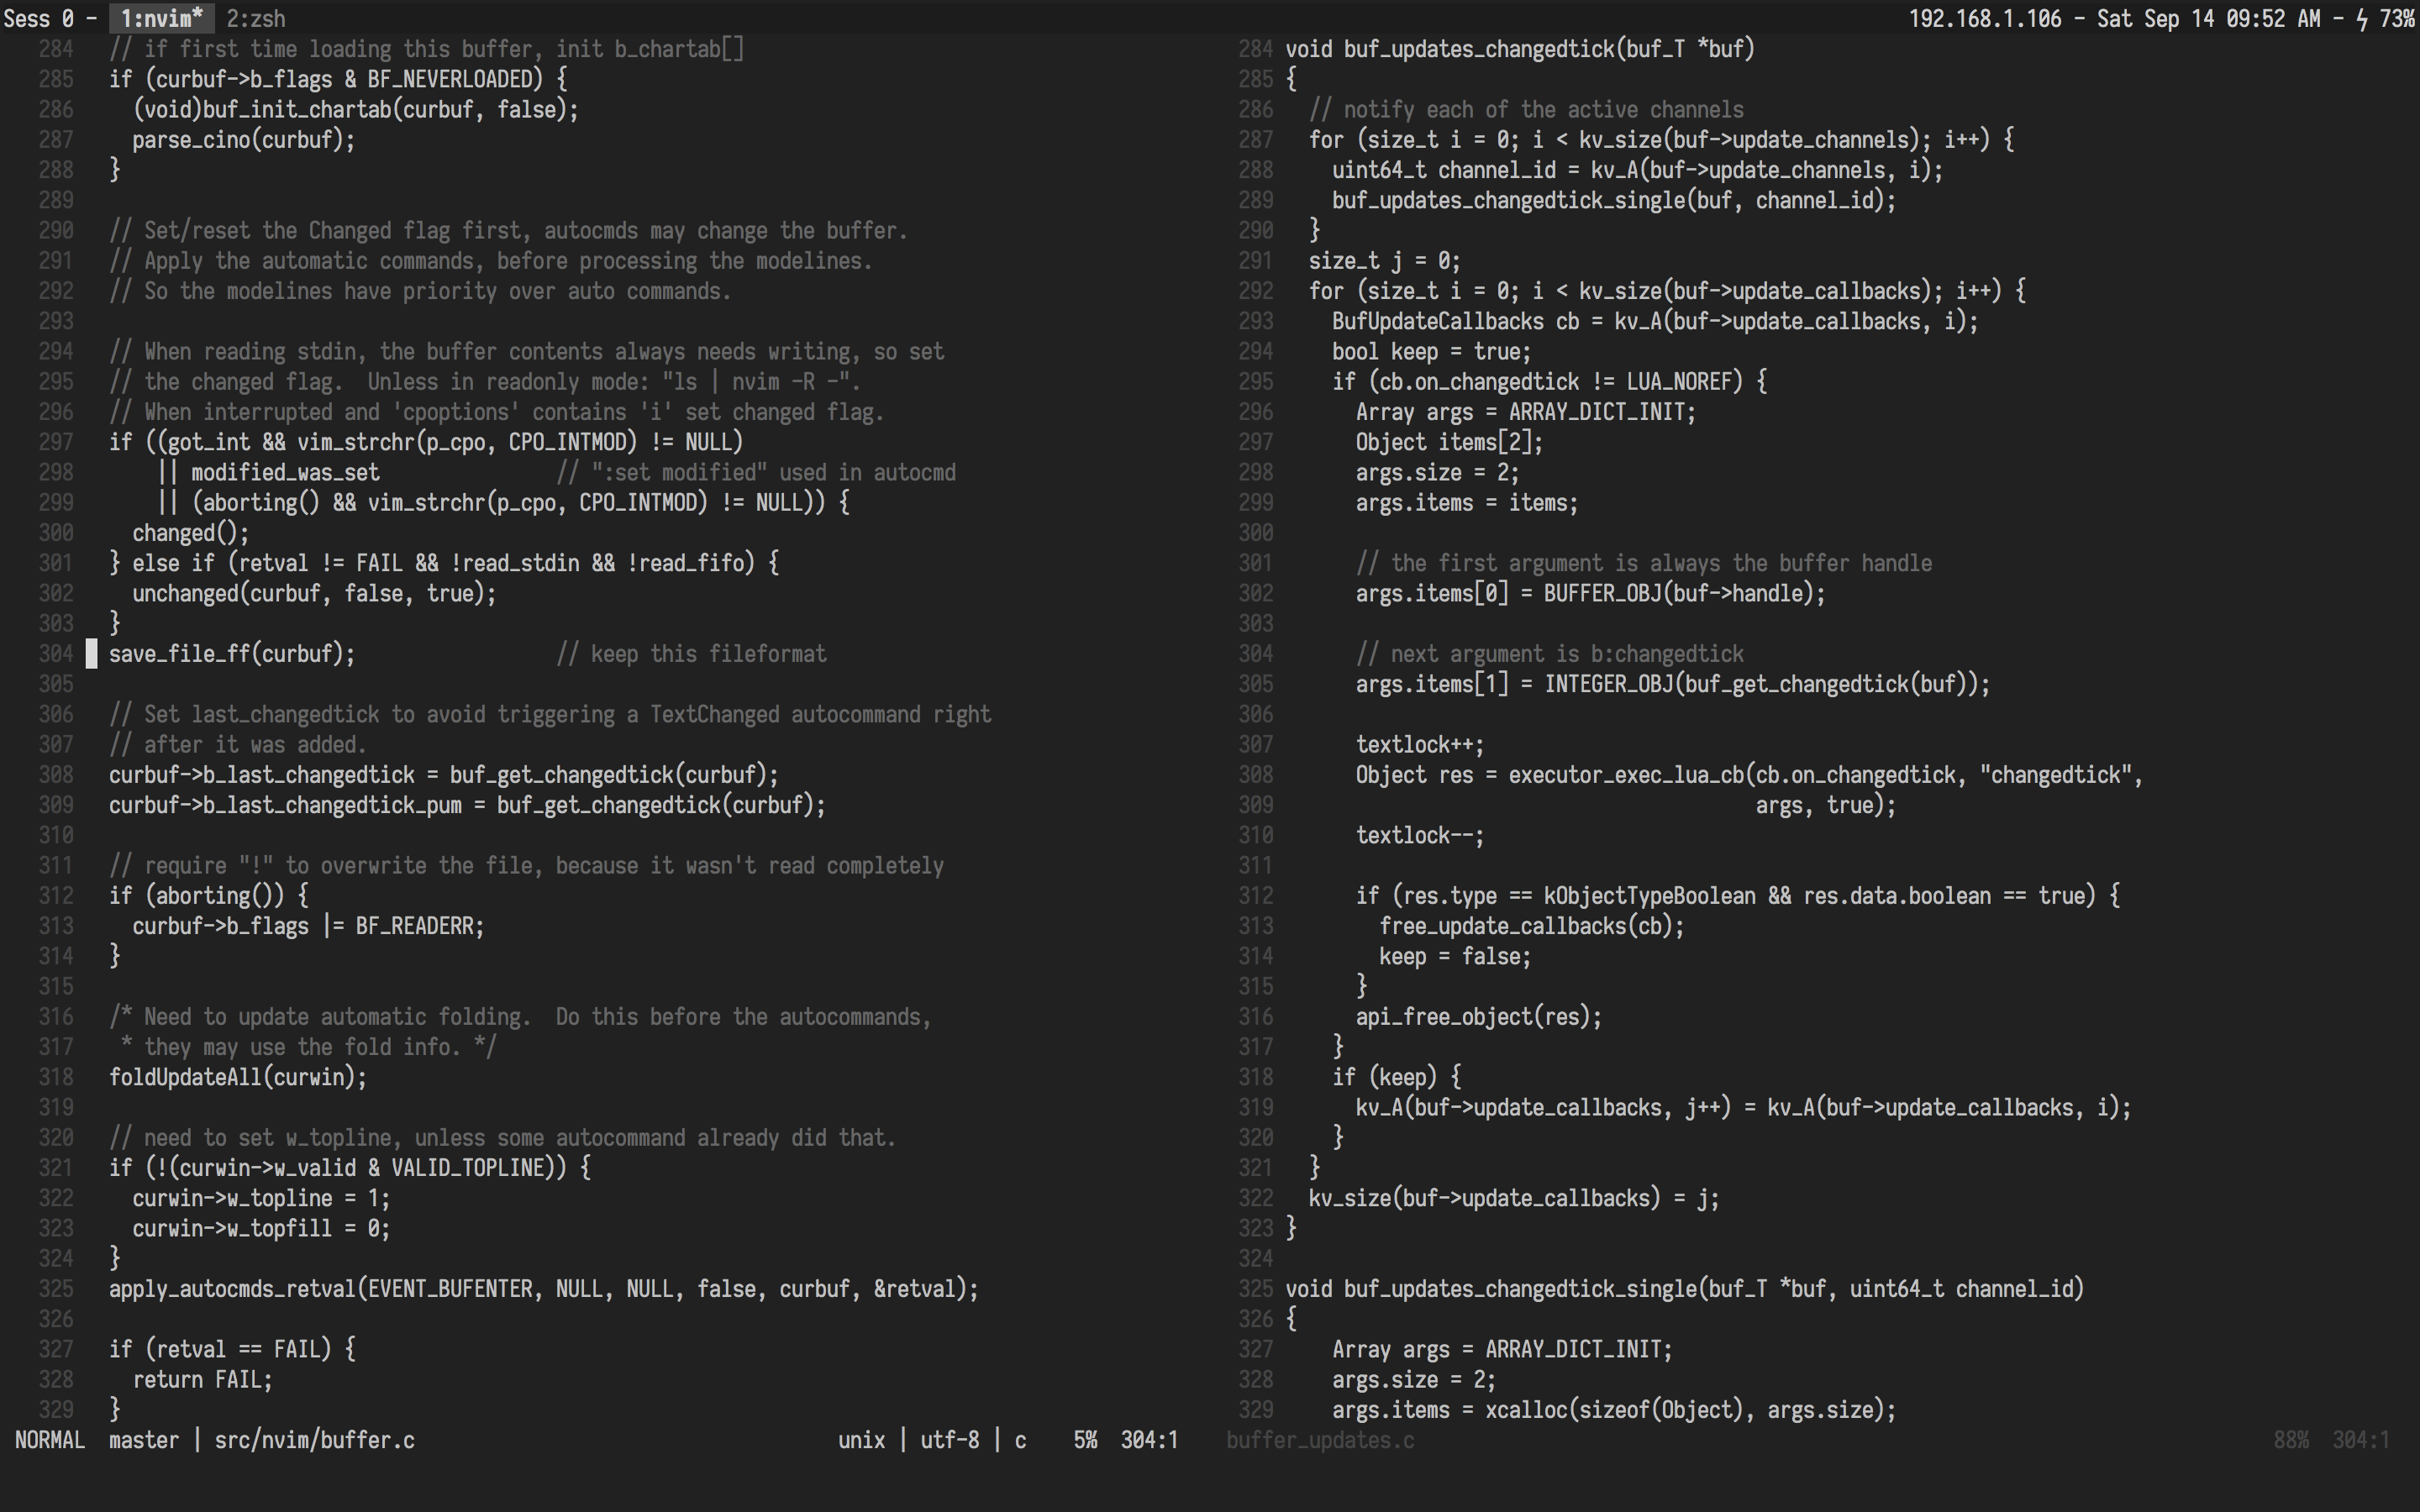 Sess 0 - 1:nvim* 2:zsh 192.168.1.106 - Sat Sep 14 09:52 AM - ϟ 73%
284 // if first time loading this buffer, init b_chartab[]
285 if (curbuf->b_flags & BF_NEVERLOADED) {
286 (void)buf_init_chartab(curbuf, false);
287 parse_cino(curbuf);
288 }
289
290 // Set/reset the Changed flag first, autocmds may change the buffer.
291 // Apply the automatic commands, before processing the modelines.
292 // So the modelines have priority over auto commands.
293
294 // When reading stdin, the buffer contents always needs writing, so set
295 // the changed flag.  Unless in readonly mode: "ls | nvim -R -".
296 // When interrupted and 'cpoptions' contains 'i' set changed flag.
297 if ((got_int && vim_strchr(p_cpo, CPO_INTMOD) != NULL)
298 || modified_was_set // ":set modified" used in autocmd
299 || (aborting() && vim_strchr(p_cpo, CPO_INTMOD) != NULL)) {
300 changed();
301 } else if (retval != FAIL && !read_stdin && !read_fifo) {
302 unchanged(curbuf, false, true);
303 }
304 save_file_ff(curbuf); // keep this fileformat
305
306 // Set last_changedtick to avoid triggering a TextChanged autocommand right
307 // after it was added.
308 curbuf->b_last_changedtick = buf_get_changedtick(curbuf);
309 curbuf->b_last_changedtick_pum = buf_get_changedtick(curbuf);
310
311 // require "!" to overwrite the file, because it wasn't read completely
312 if (aborting()) {
313 curbuf->b_flags |= BF_READERR;
314 }
315
316 /* Need to update automatic folding.  Do this before the autocommands,
317 * they may use the fold info. */
318 foldUpdateAll(curwin);
319
320 // need to set w_topline, unless some autocommand already did that.
321 if (!(curwin->w_valid & VALID_TOPLINE)) {
322 curwin->w_topline = 1;
323 curwin->w_topfill = 0;
324 }
325 apply_autocmds_retval(EVENT_BUFENTER, NULL, NULL, false, curbuf, &retval);
326
327 if (retval == FAIL) {
328 return FAIL;
329 }
NORMAL master | src/nvim/buffer.c unix | utf-8 | c 5% 304:1
284 void buf_updates_changedtick(buf_T *buf)
285 {
286 // notify each of the active channels
287 for (size_t i = 0; i < kv_size(buf->update_channels); i++) {
288 uint64_t channel_id = kv_A(buf->update_channels, i);
289 buf_updates_changedtick_single(buf, channel_id);
290 }
291 size_t j = 0;
292 for (size_t i = 0; i < kv_size(buf->update_callbacks); i++) {
293 BufUpdateCallbacks cb = kv_A(buf->update_callbacks, i);
294 bool keep = true;
295 if (cb.on_changedtick != LUA_NOREF) {
296 Array args = ARRAY_DICT_INIT;
297 Object items[2];
298 args.size = 2;
299 args.items = items;
300
301 // the first argument is always the buffer handle
302 args.items[0] = BUFFER_OBJ(buf->handle);
303
304 // next argument is b:changedtick
305 args.items[1] = INTEGER_OBJ(buf_get_changedtick(buf));
306
307 textlock++;
308 Object res = executor_exec_lua_cb(cb.on_changedtick, "changedtick",
309 args, true);
310 textlock--;
311
312 if (res.type == kObjectTypeBoolean && res.data.boolean == true) {
313 free_update_callbacks(cb);
314 keep = false;
315 }
316 api_free_object(res);
317 }
318 if (keep) {
319 kv_A(buf->update_callbacks, j++) = kv_A(buf->update_callbacks, i);
320 }
321 }
322 kv_size(buf->update_callbacks) = j;
323 }
324
325 void buf_updates_changedtick_single(buf_T *buf, uint64_t channel_id)
326 {
327 Array args = ARRAY_DICT_INIT;
328 args.size = 2;
329 args.items = xcalloc(sizeof(Object), args.size);
buffer_updates.c 88% 304:1